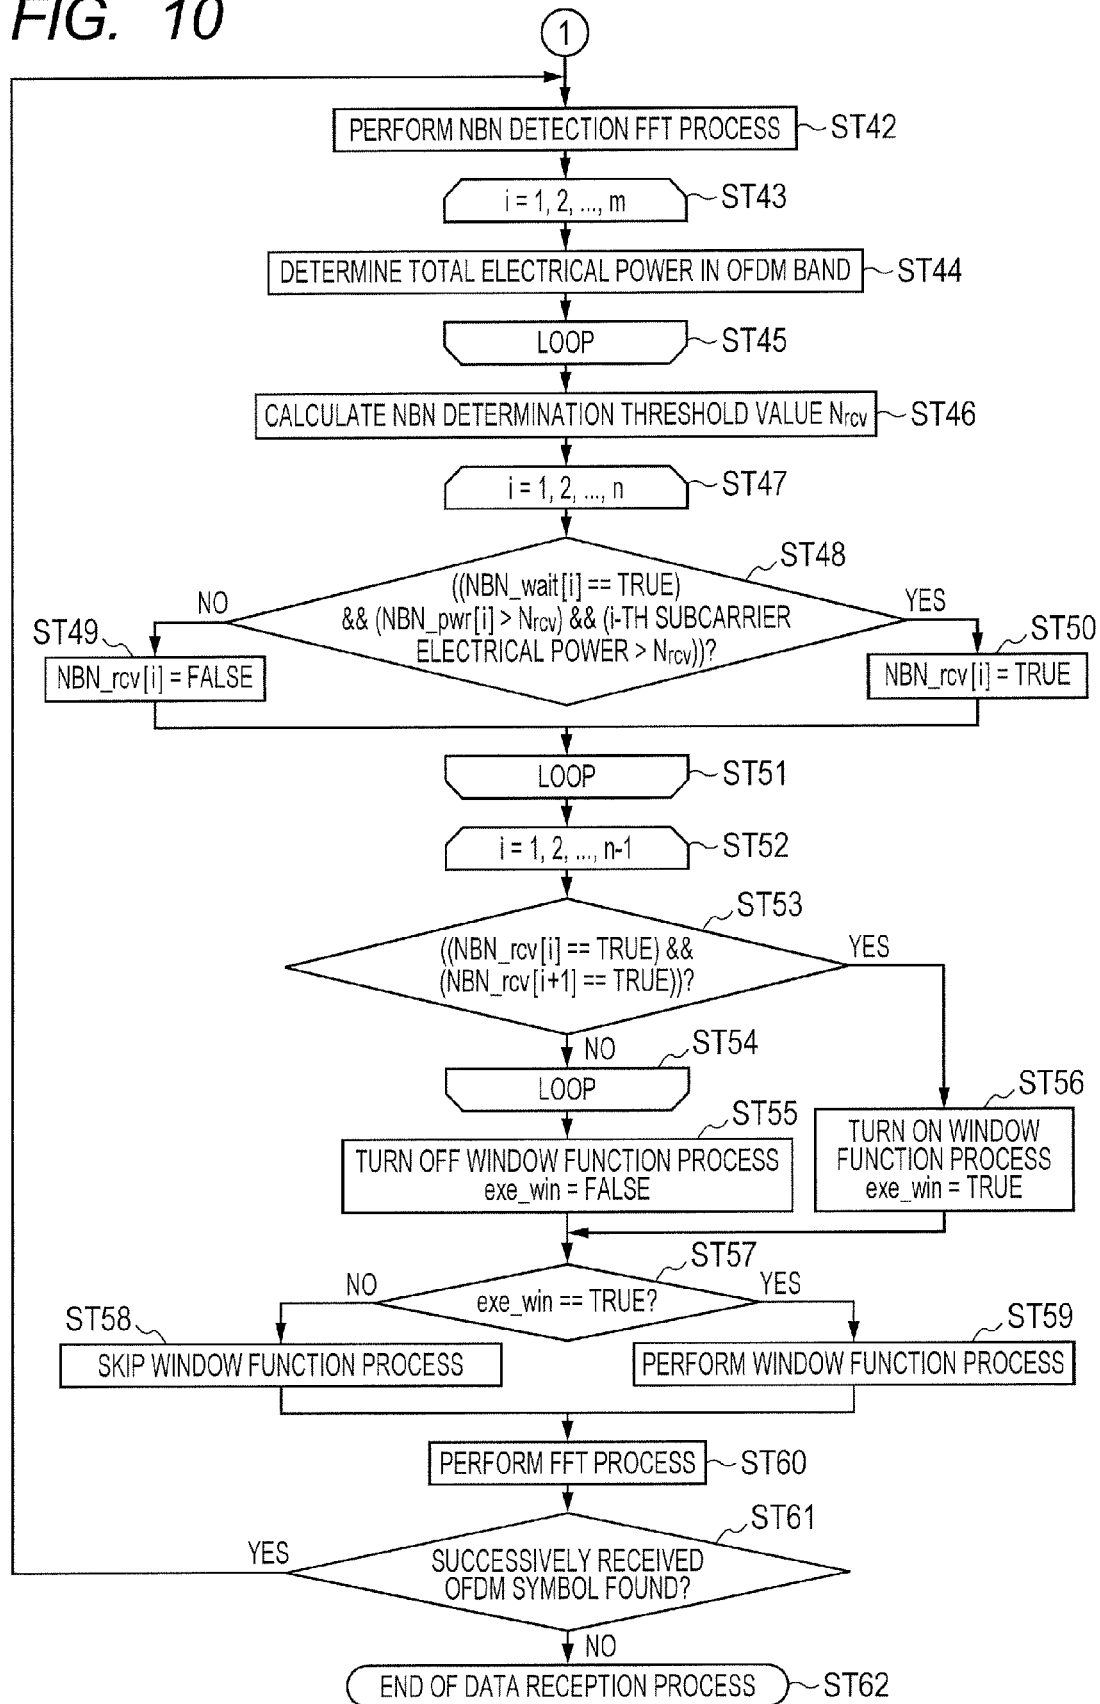 FIG. 10
1
PERFORM NBN DETECTION FFT PROCESS
ST42
i = 1, 2, ..., m
ST43
DETERMINE TOTAL ELECTRICAL POWER IN OFDM BAND
ST44
LOOP
ST45
CALCULATE NBN DETERMINATION THRESHOLD VALUE Nrcv
ST46
i = 1, 2, ..., n
ST47
ST48
((NBN_wait[i] == TRUE)
&& (NBN_pwr[i] > Nrcv) && (i-TH SUBCARRIER
ELECTRICAL POWER > Nrcv))?
NO
YES
ST49
NBN_rcv[i] = FALSE
ST50
NBN_rcv[i] = TRUE
LOOP
ST51
i = 1, 2, ..., n-1
ST52
ST53
((NBN_rcv[i] == TRUE) &&
(NBN_rcv[i+1] == TRUE))?
YES
NO
ST54
LOOP
ST55
TURN OFF WINDOW FUNCTION PROCESS
exe_win = FALSE
ST56
TURN ON WINDOW
FUNCTION PROCESS
exe_win = TRUE
ST57
exe_win == TRUE?
NO
YES
ST58
SKIP WINDOW FUNCTION PROCESS
ST59
PERFORM WINDOW FUNCTION PROCESS
PERFORM FFT PROCESS
ST60
ST61
SUCCESSIVELY RECEIVED
OFDM SYMBOL FOUND?
YES
NO
END OF DATA RECEPTION PROCESS
ST62